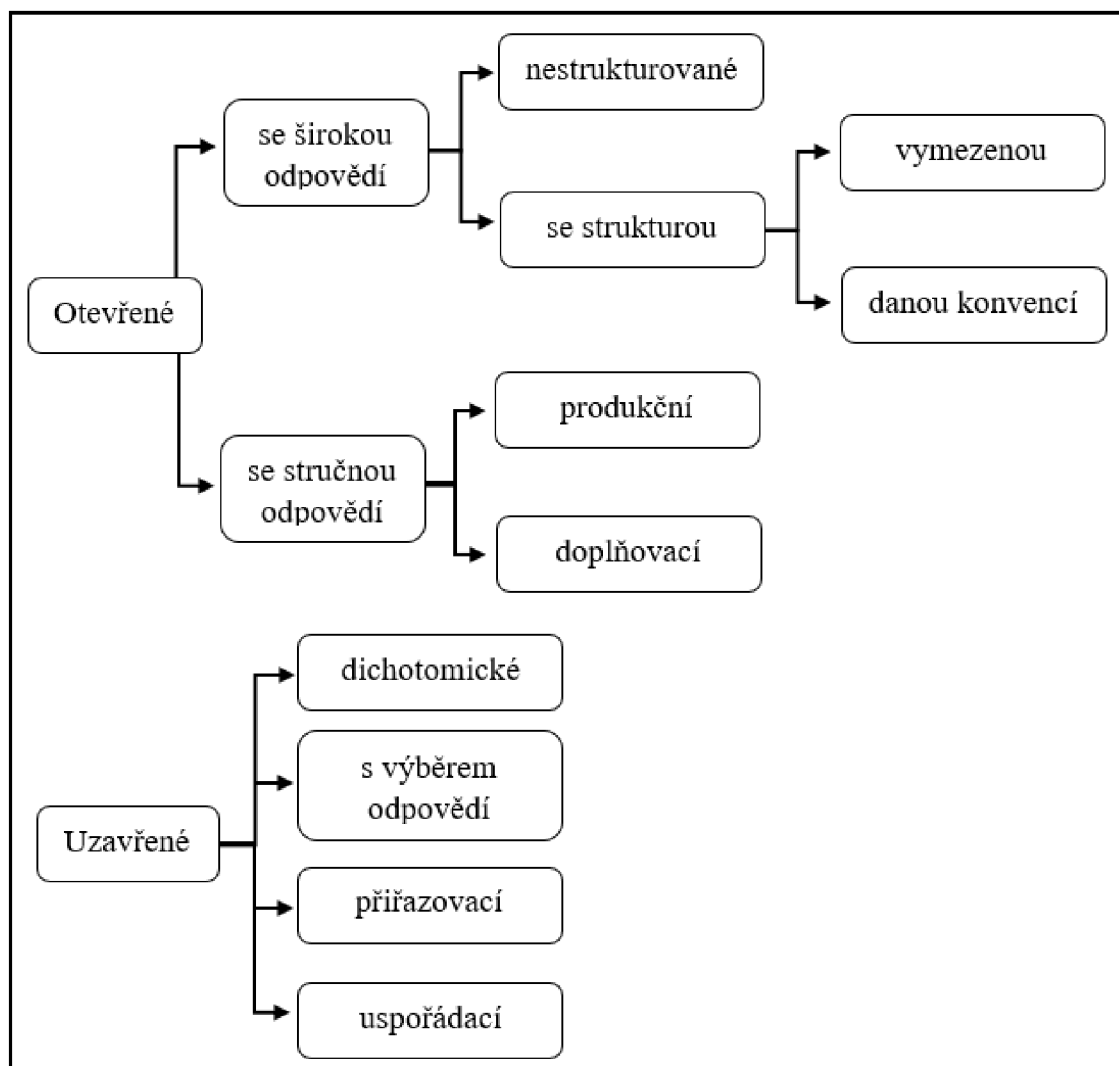 nestrukturované
se širokou
odpovědí
vymezenou
se strukturou
Otevřené
danou konvencí
produkční
se stručnou
odpovědí
doplňovací
dichotomické
s výběrem
odpovědí
Uzavřené
přiřazovací
uspořádací